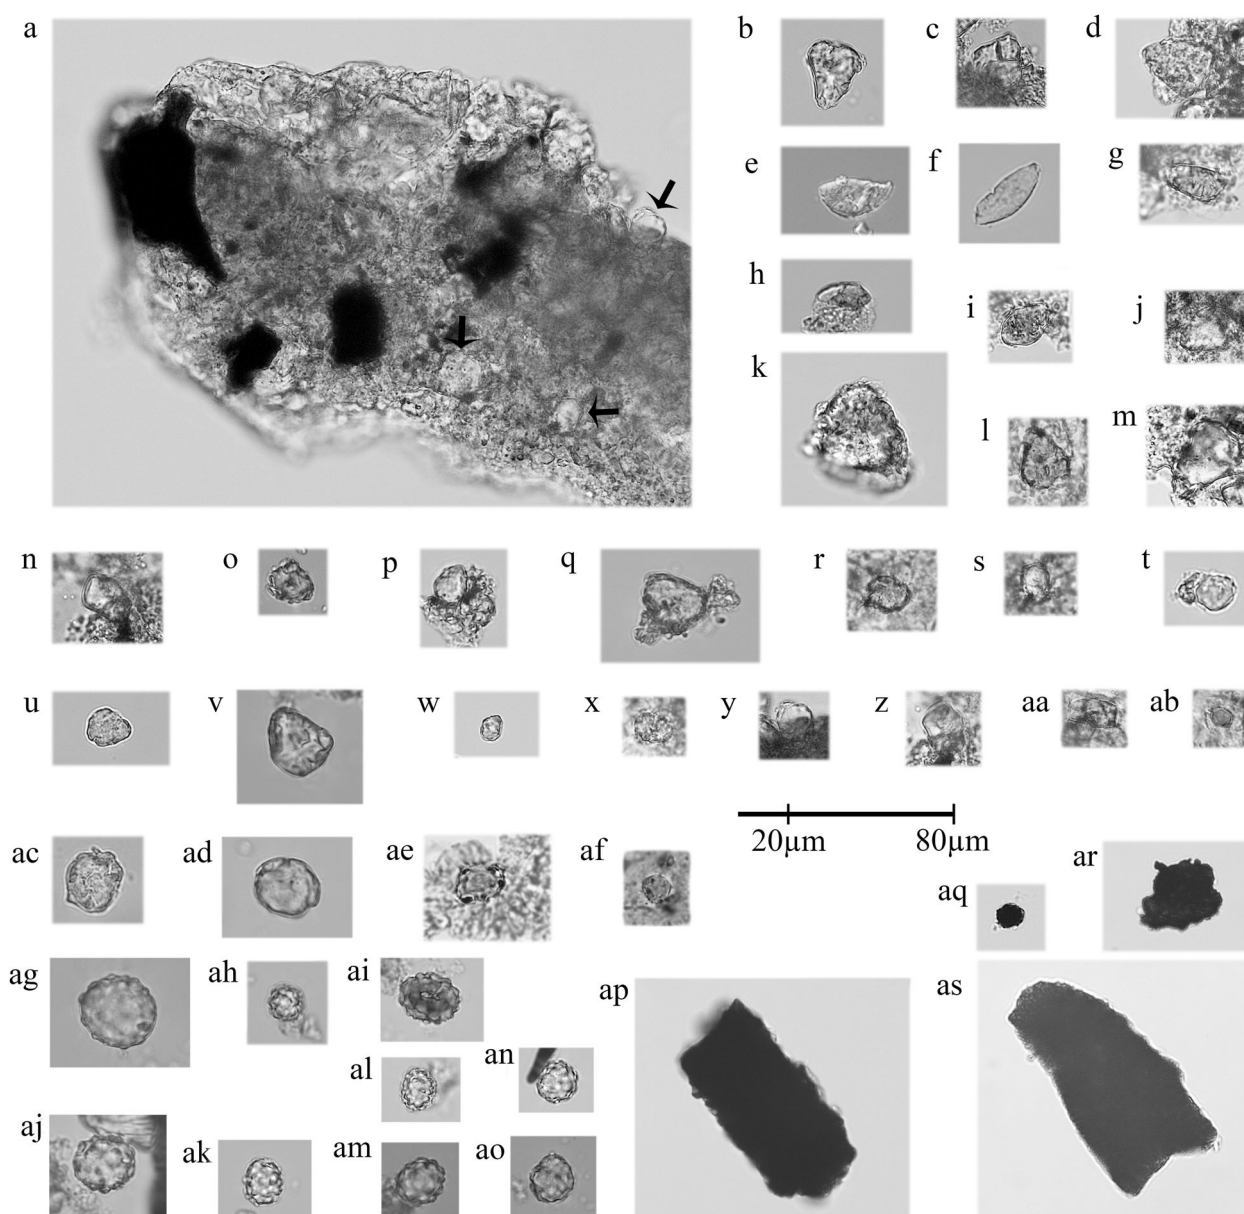 a b c d
e f g
h i j
k l m
n o p q r s t
u v w x y z aa ab
20µm 80µm
ac ad ae af aq ar
ag ah ai ap as
al an
aj ak am ao